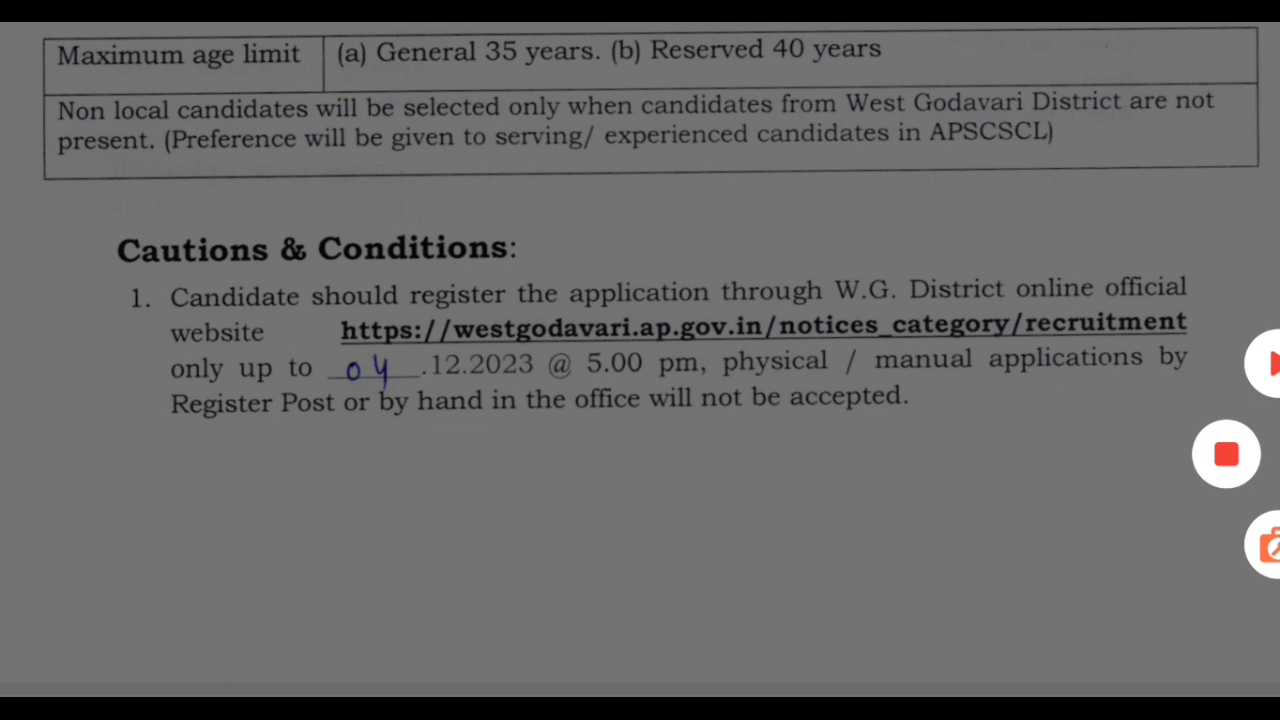 Maximum age limit (a) General 35 years. (b) Reserved 40 years
Non local candidates will be selected only when candidates from West Godavari District are not
present. (Preference will be given to serving/ experienced candidates in APSCSCL)
Cautions & Conditions:
1. Candidate should register the application through W.G. District online official
website https://westgodavari.ap.gov.in/notices_category/recruitment
only up to 04.12.2023 @ 5.00 pm, physical / manual applications by
Register Post or by hand in the office will not be accepted.